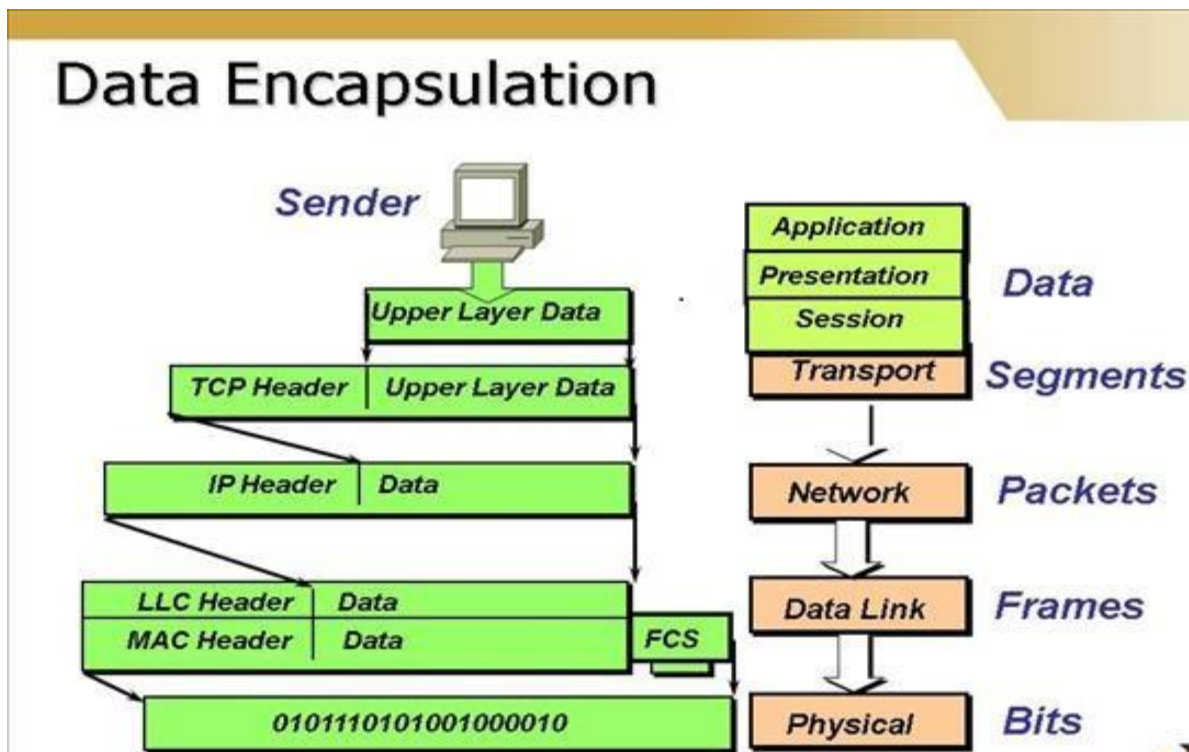 Data Encapsulation
Sender
Upper Layer Data
TCP Header Upper Layer Data
IP Header Data
LLC Header Data
MAC Header Data FCS
0101110101001000010
Application
Presentation
Session
Data
Transport
Segments
Network
Packets
Data Link
Frames
Physical
Bits